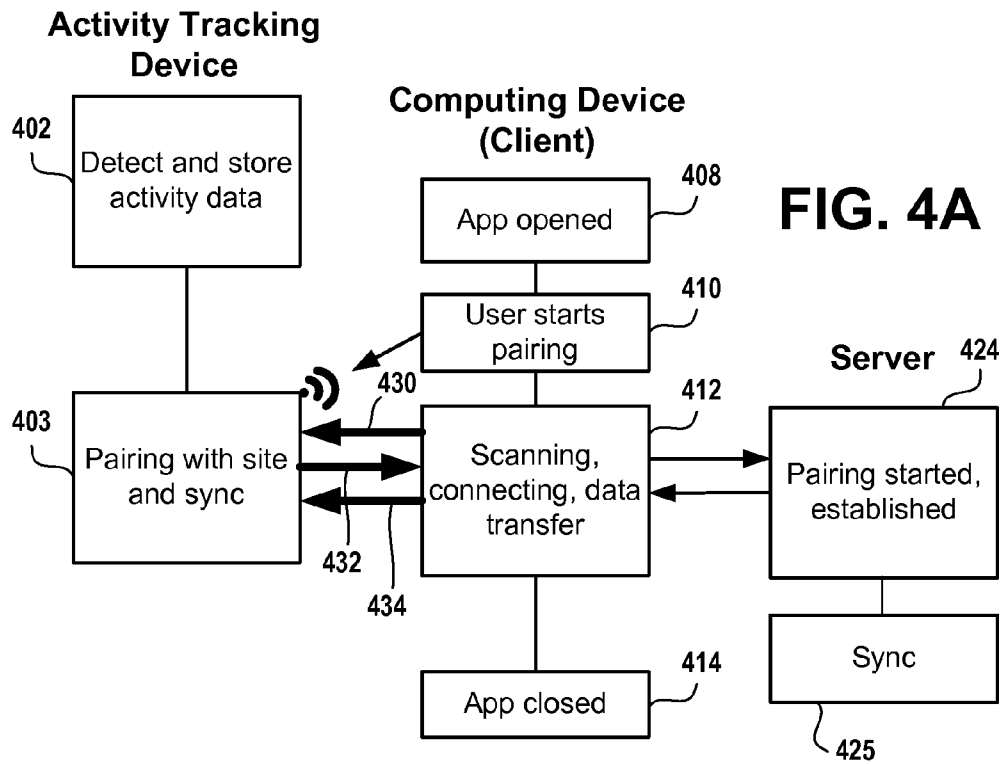 Activity Tracking
Device
402
Detect and store
activity data
Computing Device
(Client)
408
App opened
FIG. 4A
410
User starts
pairing
Server
424
403
Pairing with site
and sync
430
432
434
412
Scanning,
connecting, data
transfer
Pairing started,
established
414
App closed
Sync
425